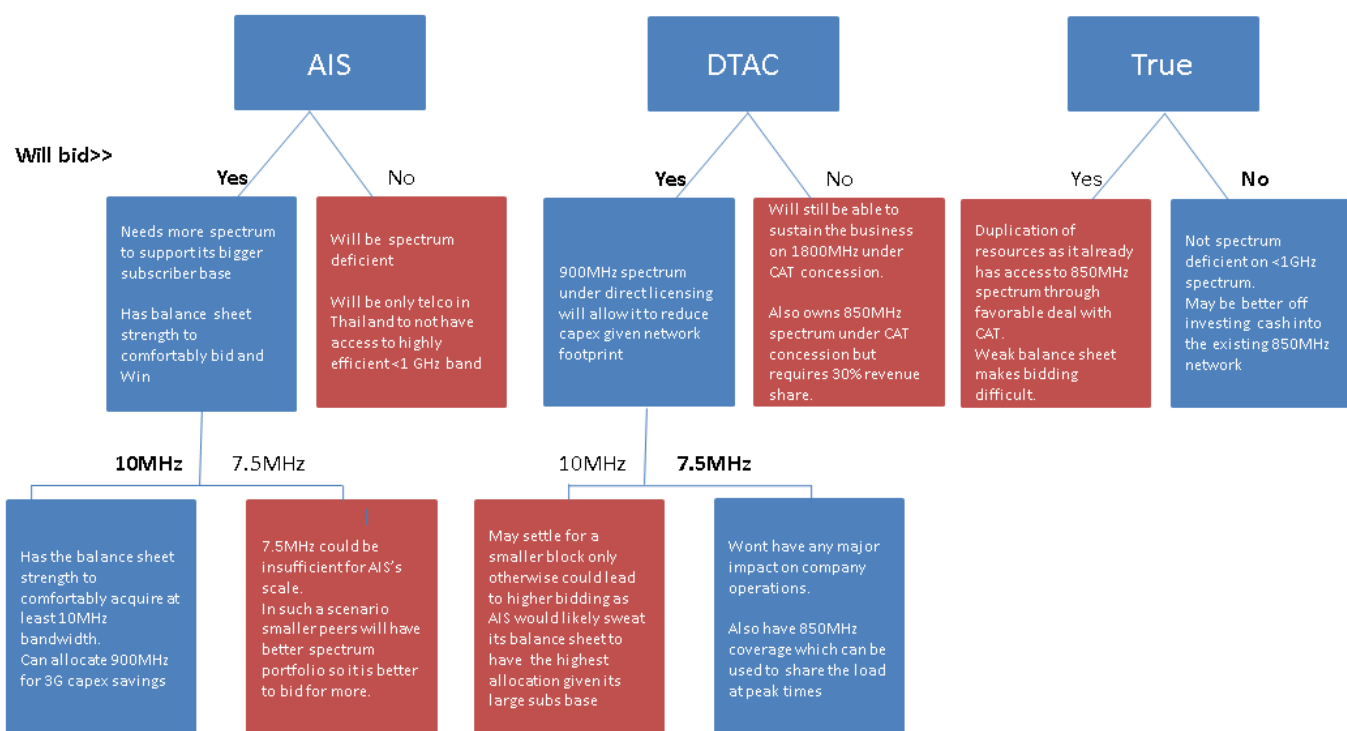 AIS
DTAC
True
Will bid>>
Yes
No
Yes
No
Yes
No
Needs more spectrum
to support its bigger
subscriber base
Has balance sheet
strength to
comfortably bid and
Win
Will be spectrum
deficient
Will be only telco in
Thailand to not have
access to highly
efficient<1 GHz band
900MHz spectrum
under direct licensing
will allow it to reduce
capex given network
footprint
Will still be able to
sustain the business
on 1800MHz under
CAT concession.
Also owns 850MHz
spectrum under CAT
concession but
requires 30% revenue
share.
Duplication of
resources as it already
has access to 850MHz
spectrum through
favorable deal with
CAT.
Weak balance sheet
makes bidding
difficult.
Not spectrum
deficient on <1GHz
spectrum.
May be better off
investing cash into
the existing 850MHz
network
10MHz
7.5MHz
10MHz
7.5MHz
Has the balance sheet
strength to
comfortably acquire at
least 10MHz
bandwidth.
Can allocate 900MHz
for 3G capex savings
7.5MHz could be
insufficient for AIS's
scale.
In such a scenario
smaller peers will have
better spectrum
portfolio so it is better
to bid for more.
May settle for a
smaller block only
otherwise could lead
to higher bidding as
AIS would likely sweat
its balance sheet to
have the highest
allocation given its
large subs base
Wont have any major
impact on company
operations.
Also have 850MHz
coverage which can be
used to share the load
at peak times